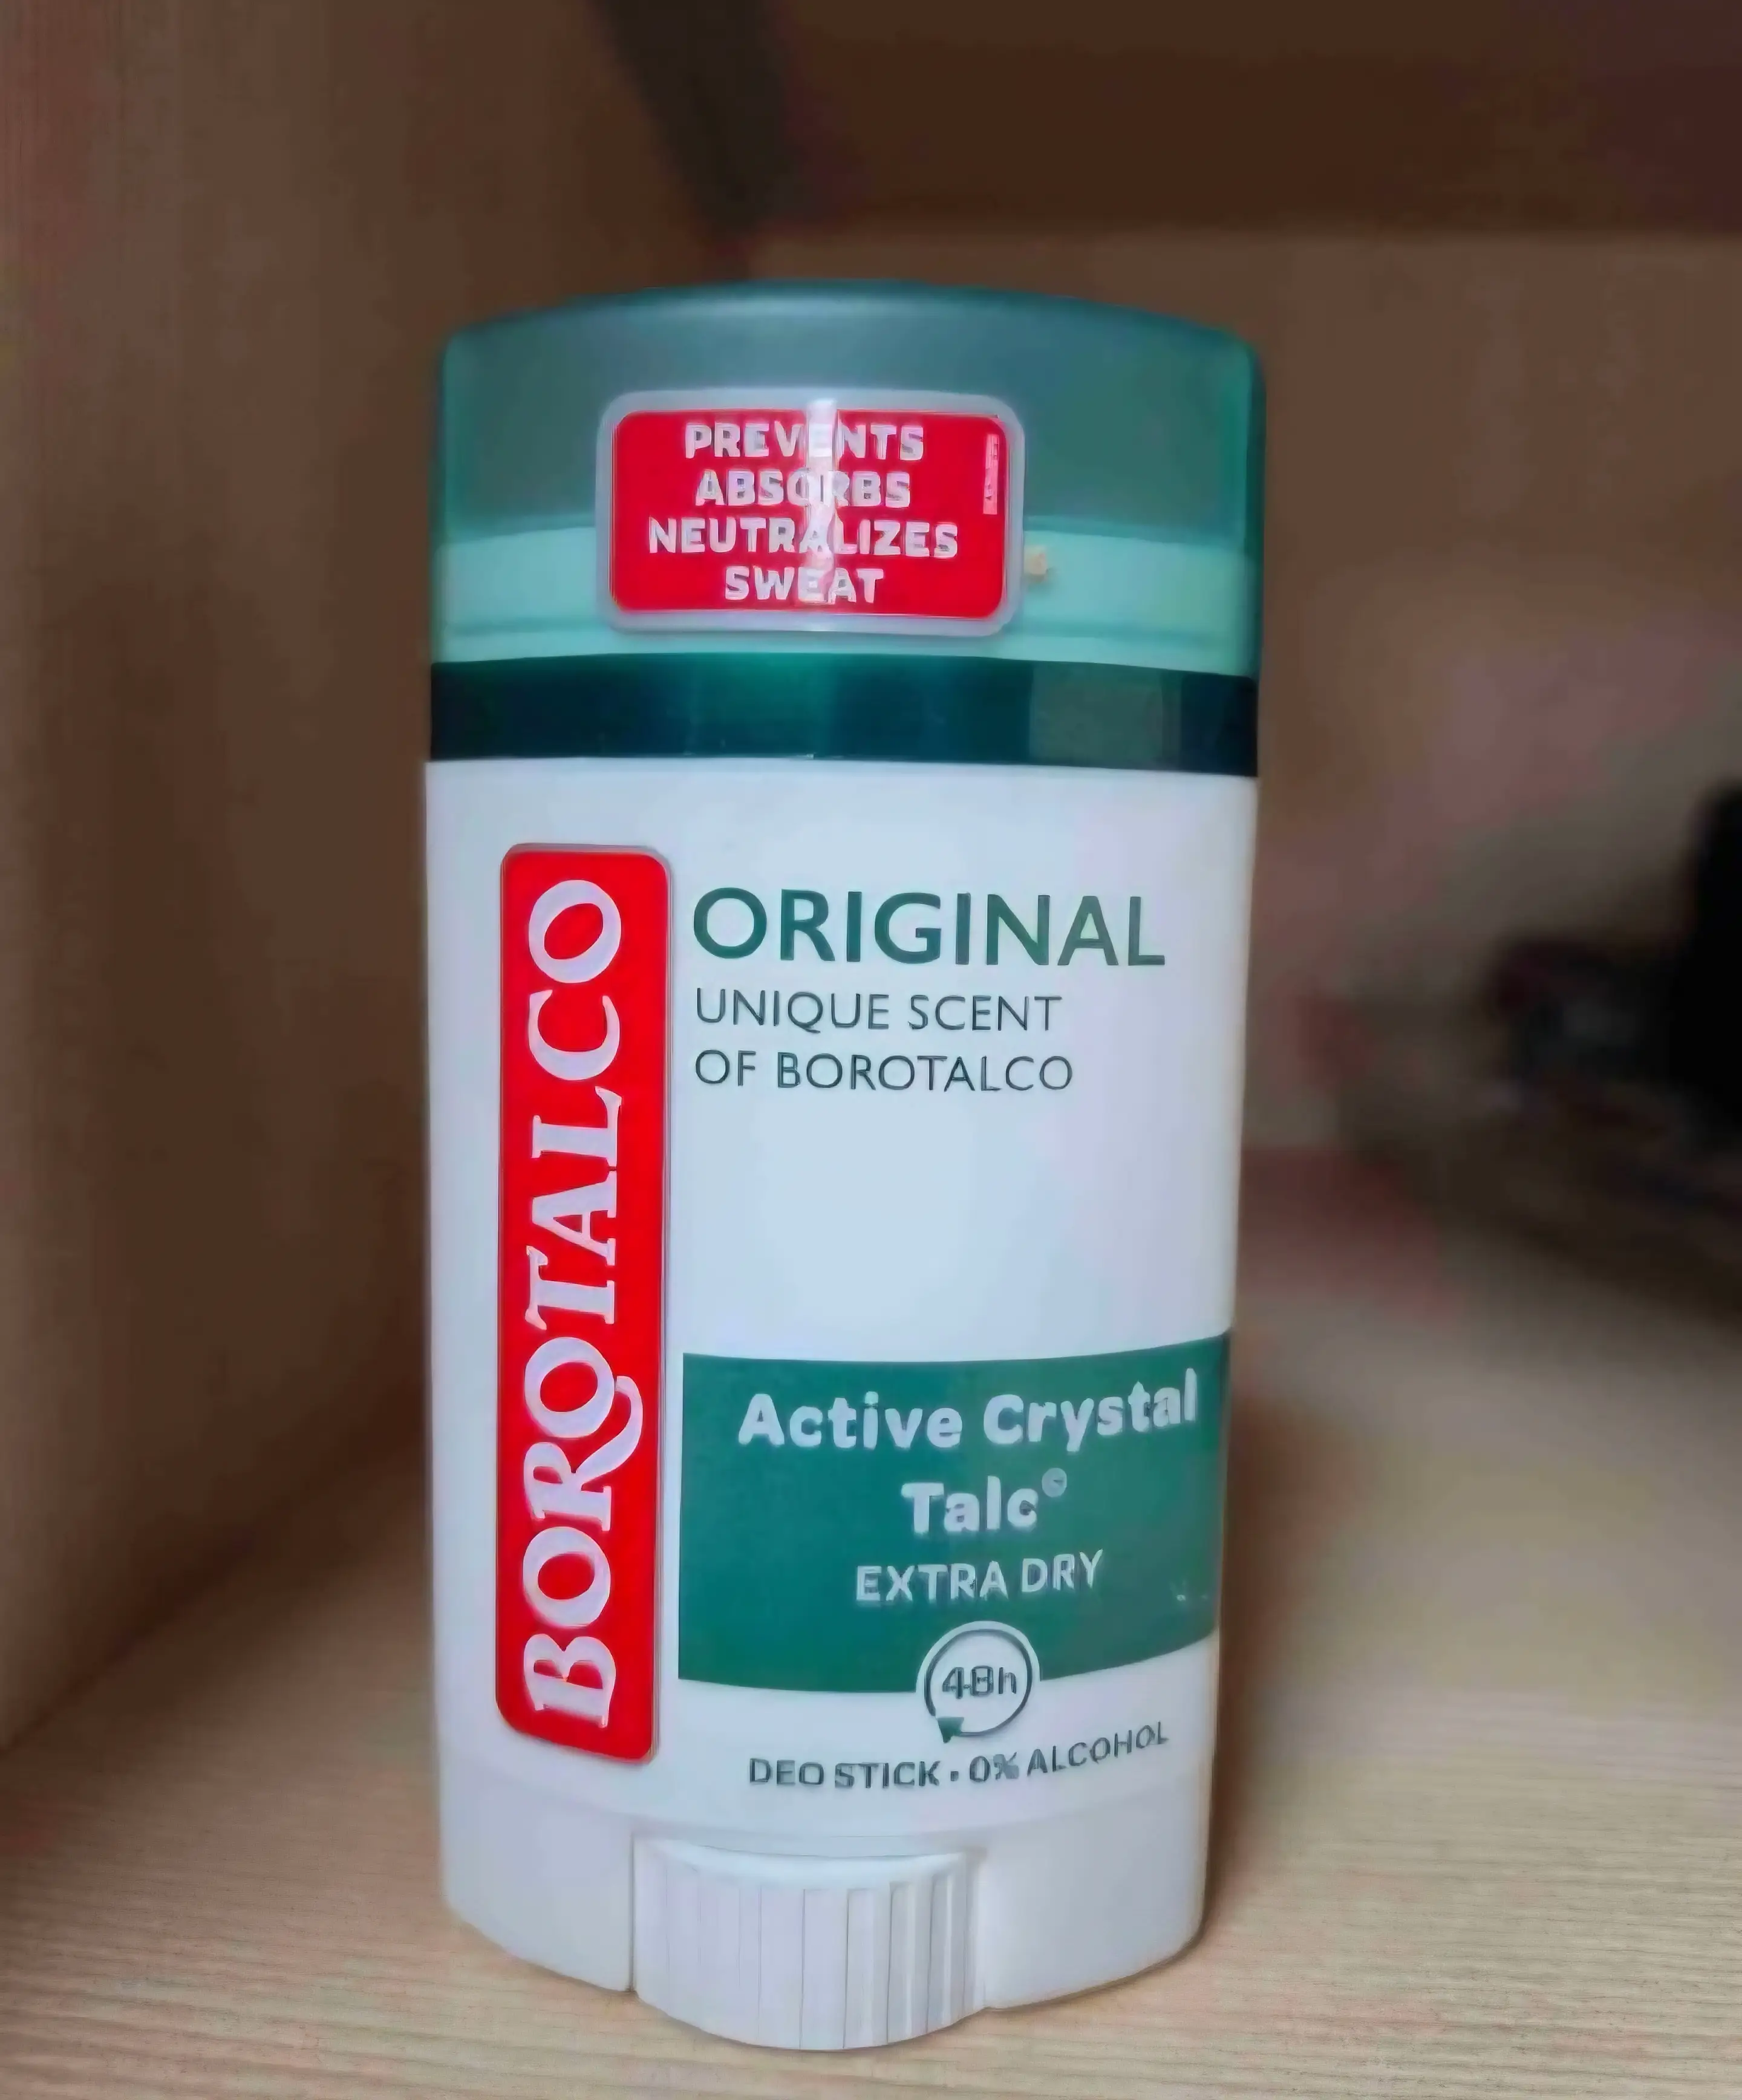 PREVENTS
ABSORBS
NEUTRALIZES
SWEAT
BOROTALCO
ORIGINAL
UNIQUE SCENT
OF BOROTALCO
Active Crystal
Talc®
EXTRA DRY
48h
DEO STICK • 0% ALCOHOL